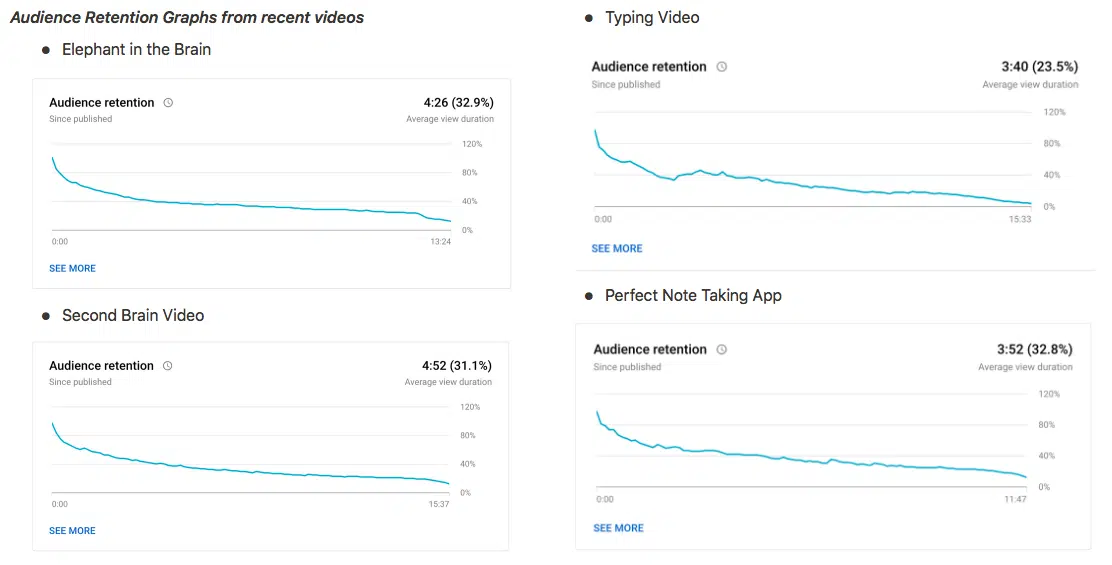 Audience Retention Graphs from recent videos
● Elephant in the Brain
Audience retention
4:26 (32.9%)
Since published
Average view duration
120%
80%
40%
0%
0:00
13:24
SEE MORE
● Second Brain Video
Audience retention
4:52 (31.1%)
Since published
Average view duration
120%
80%
40%
0%
0:00
15:37
SEE MORE
● Typing Video
Audience retention
3:40 (23.5%)
Since published
Average view duration
120%
80%
40%
0%
0:00
15:33
SEE MORE
● Perfect Note Taking App
Audience retention
3:52 (32.8%)
Since published
Average view duration
120%
80%
40%
0%
0:00
11:47
SEE MORE